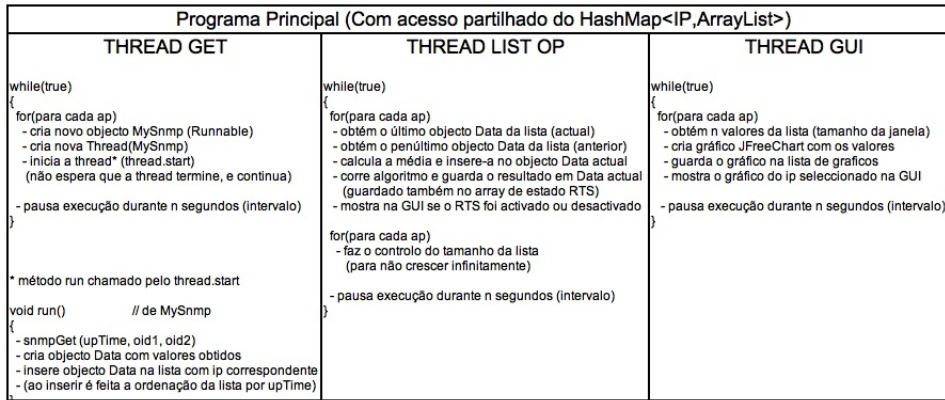 Programa Principal (Com acesso partilhado do HashMap<IP,ArrayList>)
THREAD GET
while(true)
{
for(para cada ap)
- cria novo objecto MySnmp (Runnable)
- cria nova Thread(MySnmp)
- inicia a thread* (thread.start)
(não espera que a thread termine, e continua)
- pausa execução durante n segundos (intervalo)
}
* método run chamado pelo thread.start
void run() // de MySnmp
{
- snmpGet (upTime, oid1, oid2)
- cria objecto Data com valores obtidos
- insere objecto Data na lista com ip correspondente
- (ao inserir é feita a ordenação da lista por upTime)
}
THREAD LIST OP
while(true)
{
for(para cada ap)
- obtém o último objecto Data da lista (actual)
- obtém o penúltimo objecto Data da lista (anterior)
- calcula a média e insere-a no objecto Data actual
- corre algoritmo e guarda o resultado em Data actual
(guardado também no array de estado RTS)
- mostra na GUI se o RTS foi activado ou desactivado
for(para cada ap)
- faz o controlo do tamanho da lista
(para não crescer infinitamente)
- pausa execução durante n segundos (intervalo)
}
THREAD GUI
while(true)
{
for(para cada ap)
- obtém n valores da lista (tamanho da janela)
- cria gráfico JFreeChart com os valores
- guarda o gráfico na lista de graficos
- mostra o gráfico do ip seleccionado na GUI
- pausa execução durante n segundos (intervalo)
}